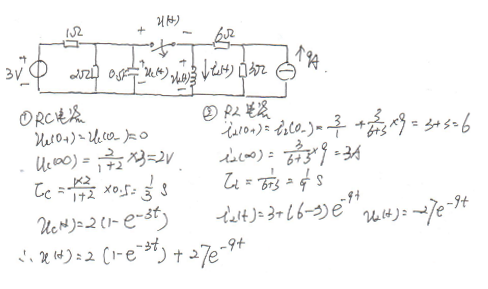 1Ω + u(t) - 6Ω
3V + - 2Ω 0.5F + uc(t) - + uL(t) - iL(t) 3Ω 9A
① RC电路
uc(0+)=uc(0-)=0
uc(∞)=2/(1+2)×3=2V
τc=(1×2)/(1+2)×0.5=1/3 s
uc(t)=2(1-e^-3t)
② RL电路
iL(0+)=iL(0-)=3/1+3/(6+3)×9=3+3=6
iL(∞)=3/(6+3)×9=3A
τL=1/(6+3)=1/9 s
iL(t)=3+(6-3)e^-9t uL(t)=-27e^-9t
∴u(t)=2(1-e^-3t)+27e^-9t